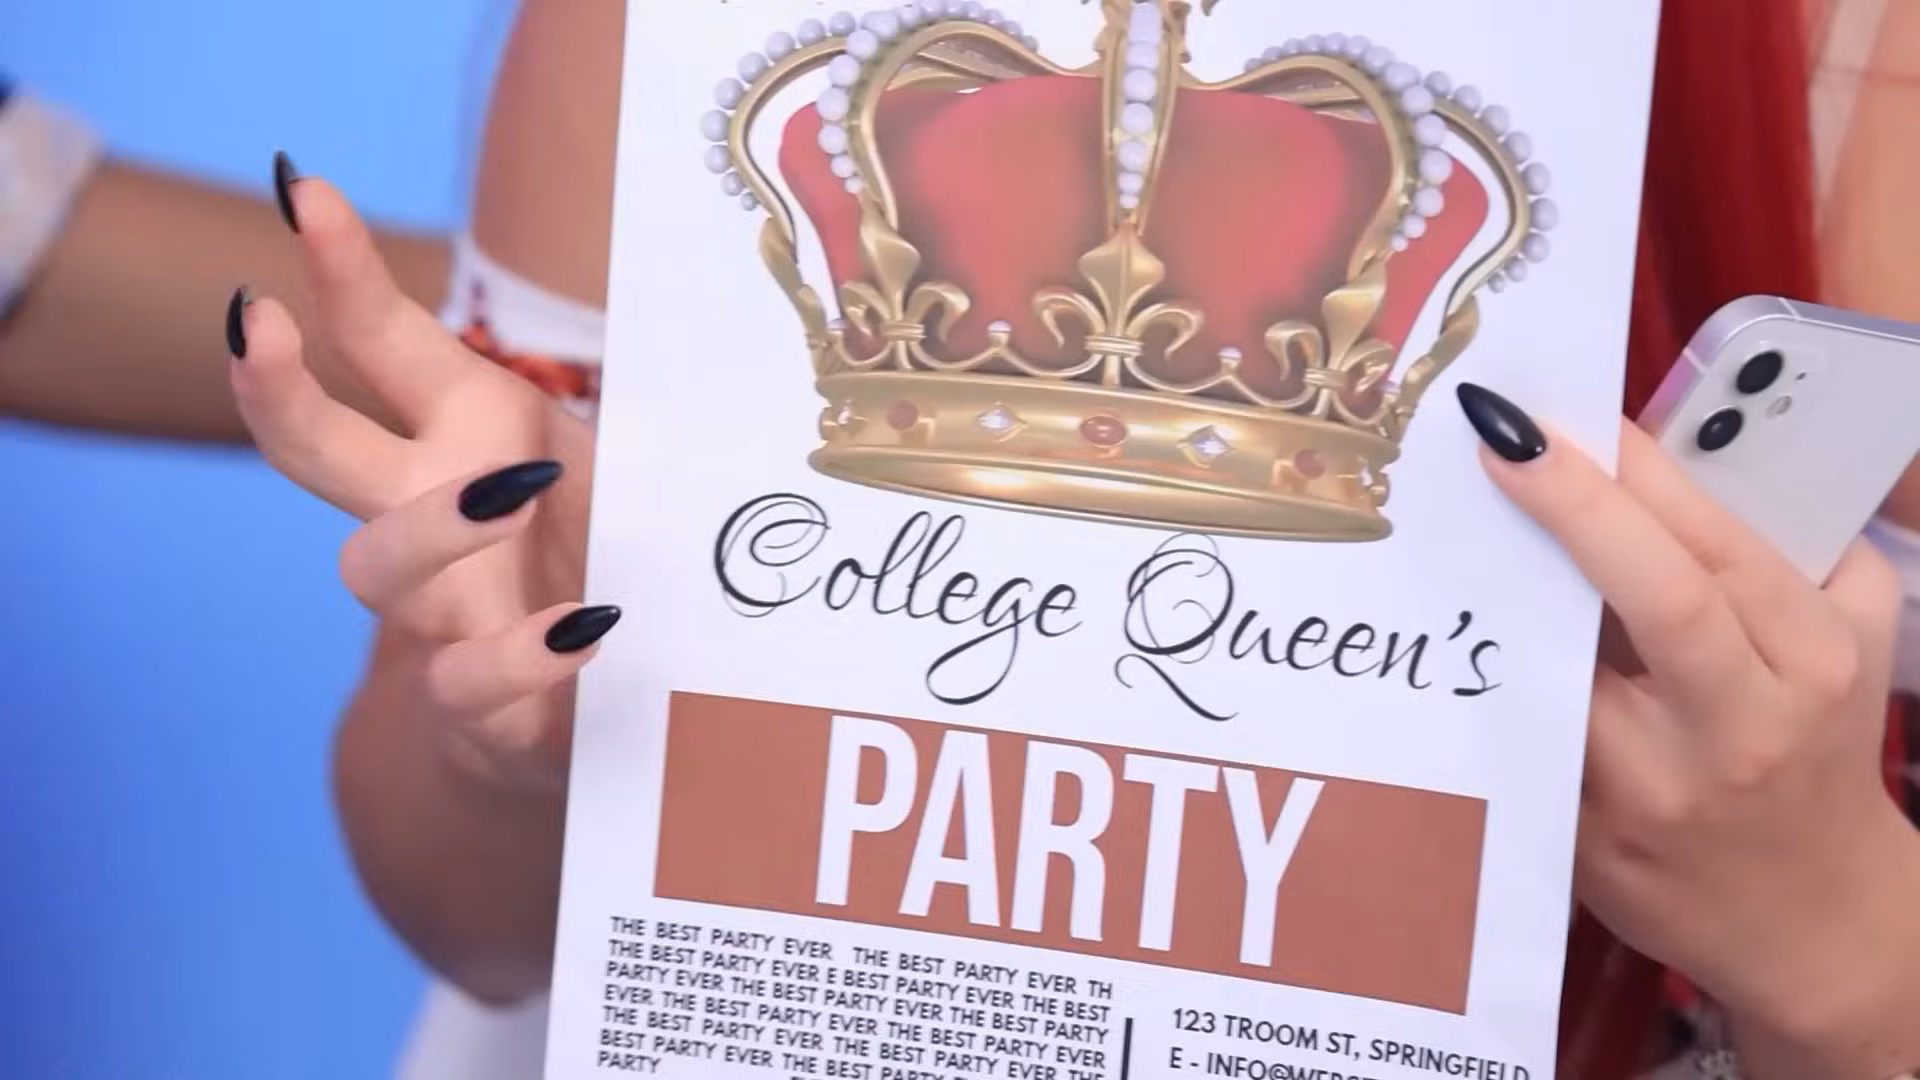 College Queen's
PARTY
THE BEST PARTY EVER THE BEST PARTY EVER TH
THE BEST PARTY EVER E BEST PARTY EVER THE BEST
PARTY EVER THE BEST PARTY EVER THE BEST PARTY
EVER THE BEST PARTY EVER THE BEST PARTY EVER
THE BEST PARTY EVER THE BEST PARTY EVER THE
BEST PARTY EVER THE BEST PARTY
PARTY
123 TROOM ST, SPRINGFIELD
E - INFO@